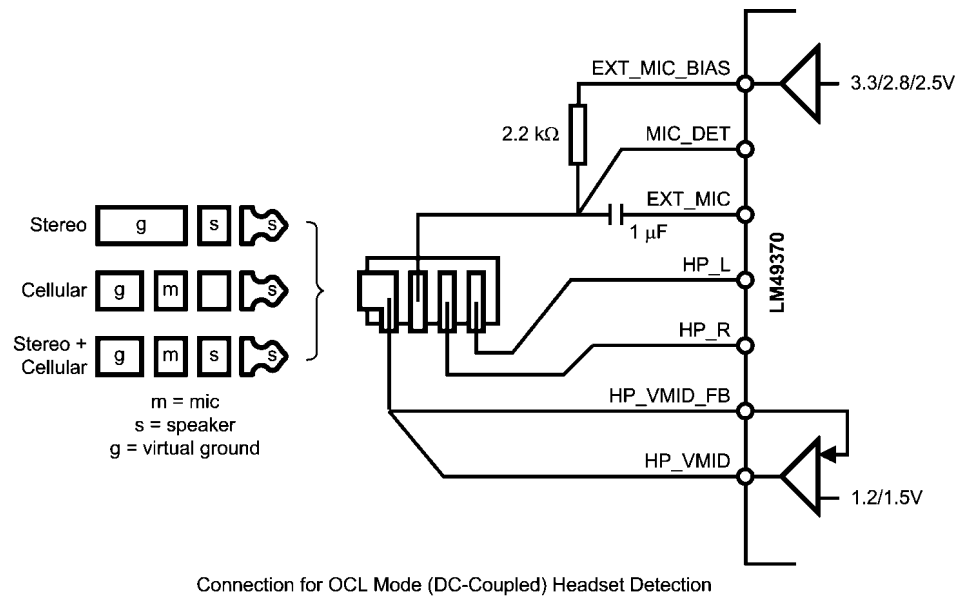 EXT_MIC_BIAS
3.3/2.8/2.5V
2.2 kΩ
MIC_DET
EXT_MIC
1 μF
LM49370
Stereo
g
s
s
Cellular
g
m
s
Stereo +
Cellular
g
m
s
s
HP_L
HP_R
m = mic
s = speaker
g = virtual ground
HP_VMID_FB
HP_VMID
1.2/1.5V
Connection for OCL Mode (DC-Coupled) Headset Detection